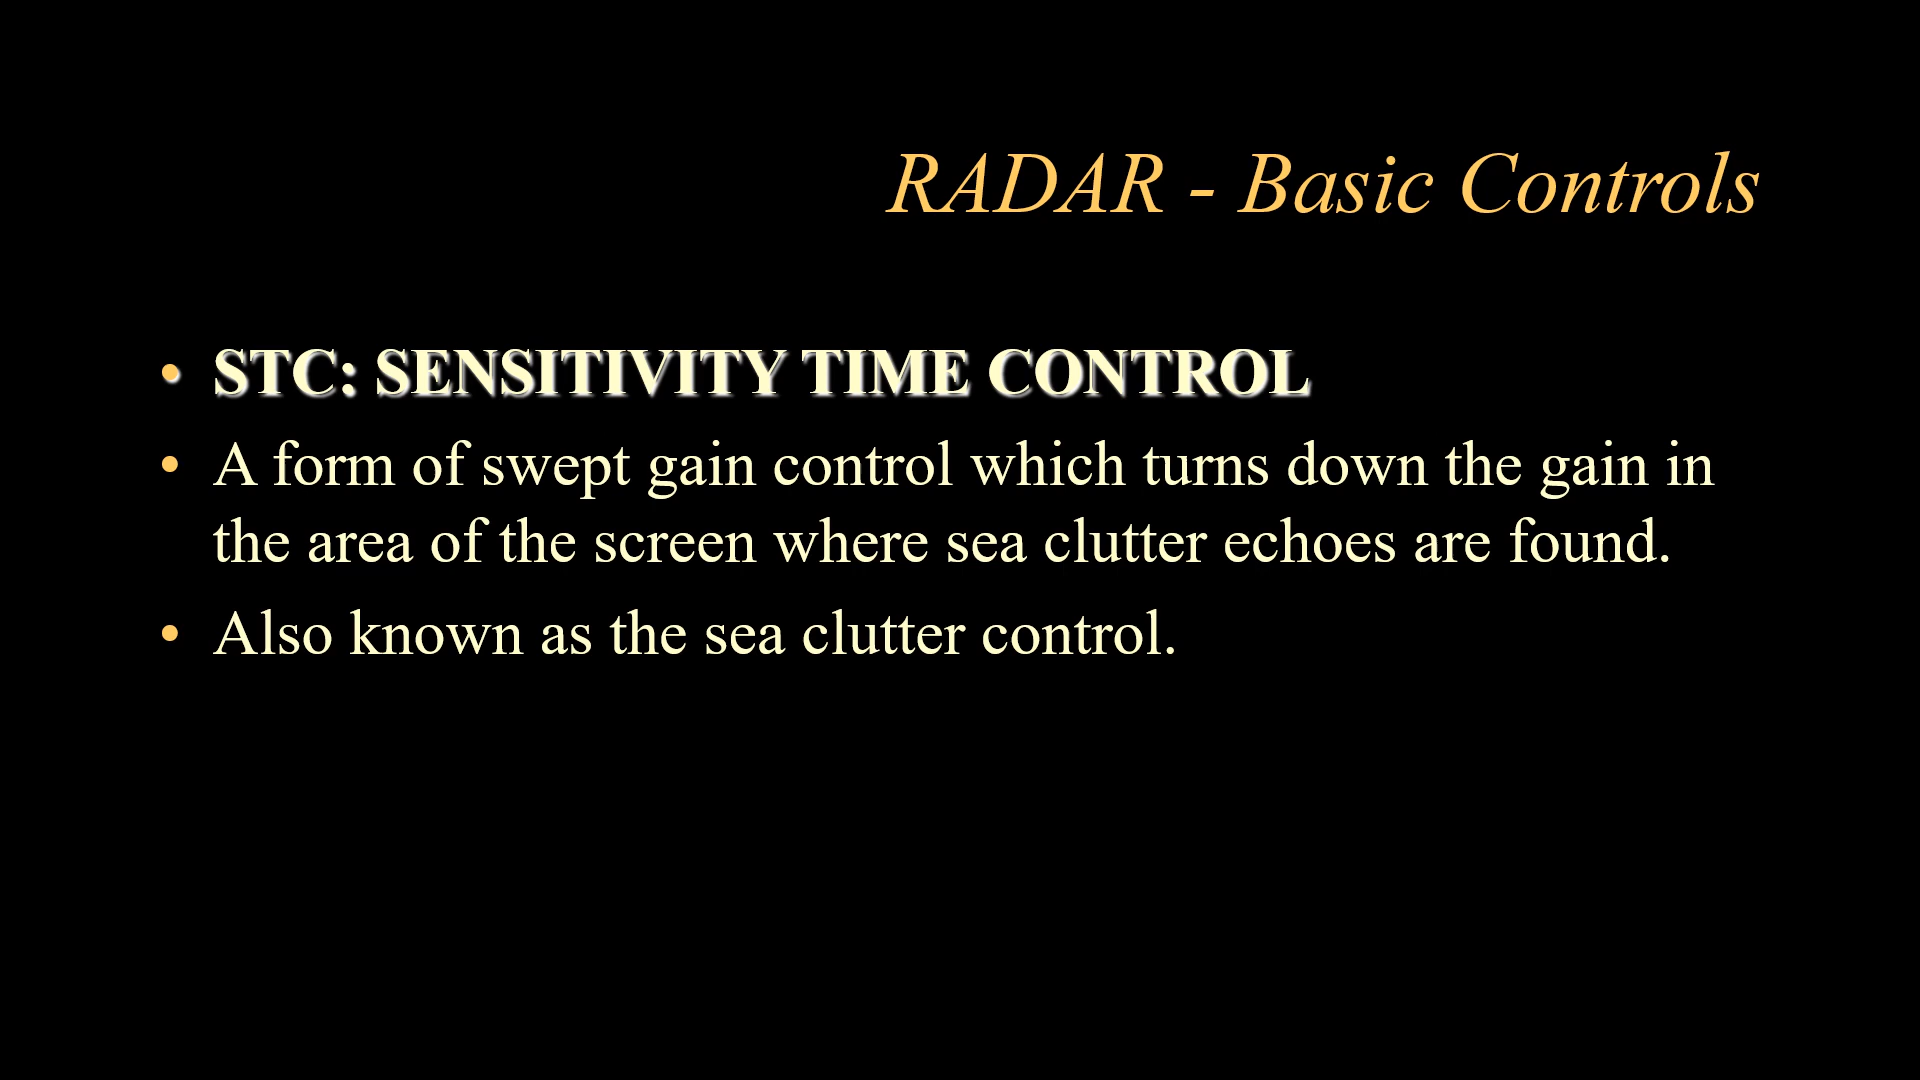 RADAR - Basic Controls
• STC: SENSITIVITY TIME CONTROL
• A form of swept gain control which turns down the gain in
the area of the screen where sea clutter echoes are found.
• Also known as the sea clutter control.